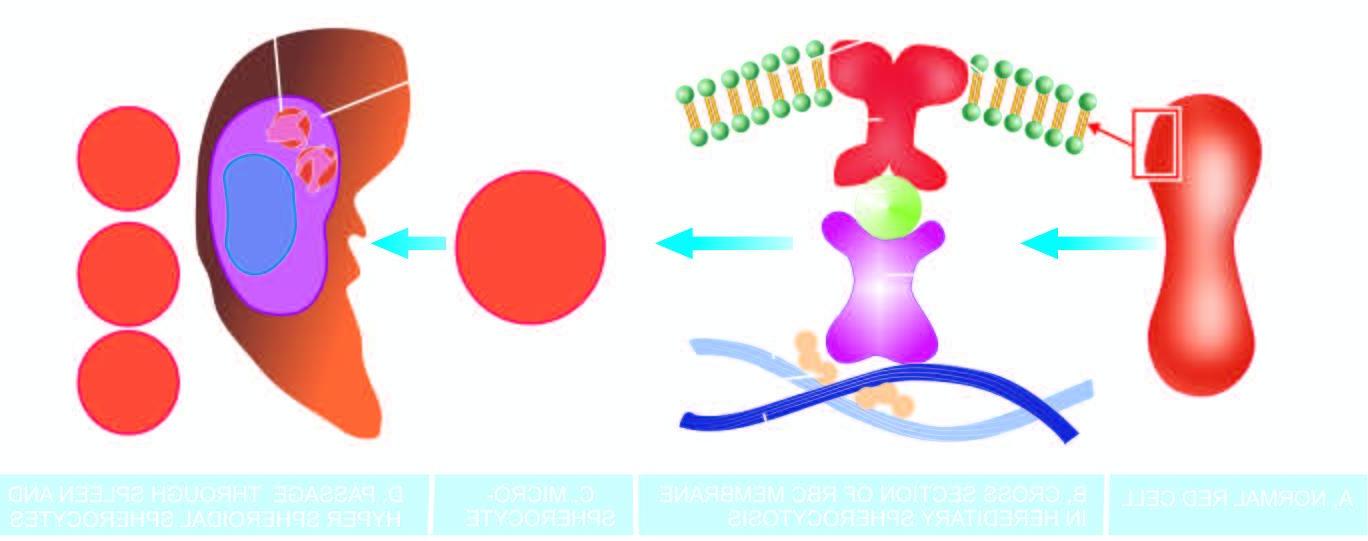 A. NORMAL RED CELL
B. CROSS SECTION OF RBC MEMBRANE
IN HEREDITARY SPHEROCYTOSIS
C. MICRO-
SPHEROCYTE
D. PASSAGE THROUGH SPLEEN AND
HYPER SPHEROIDAL SPHEROCYTES